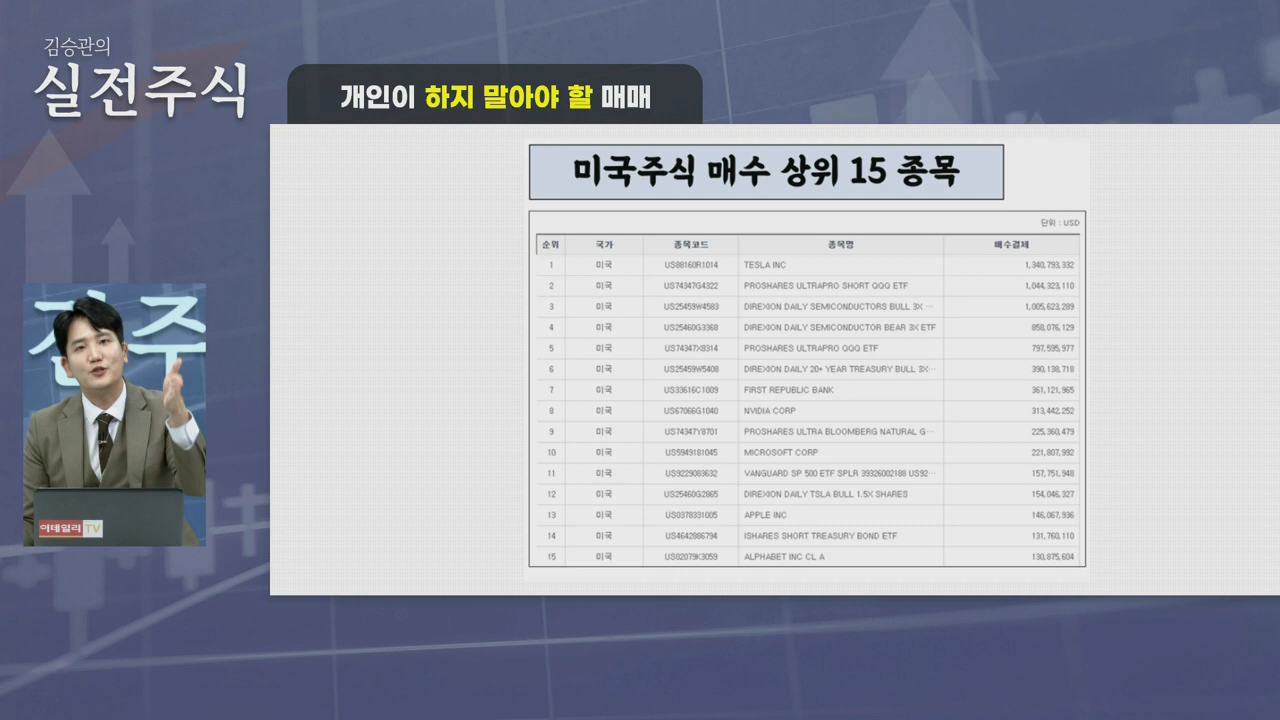 김승관의
실전주식
개인이 하지 말아야 할 매매
미국주식 매수 상위 15 종목
단위 : USD
순위 국가 종목코드 종목명 매수결제
1 미국 US88160R1014 TESLA INC 1,340,793,332
2 미국 US74347G4322 PROSHARES ULTRAPRO SHORT QQQ ETF 1,044,323,110
3 미국 US25459W4583 DIREXION DAILY SEMICONDUCTORS BULL 3X ··· 1,005,623,289
4 미국 US25460G3368 DIREXION DAILY SEMICONDUCTOR BEAR 3X ETF 858,076,129
5 미국 US74347X8314 PROSHARES ULTRAPRO QQQ ETF 797,595,977
6 미국 US25459W5408 DIREXION DAILY 20+ YEAR TREASURY BULL 3X··· 390,138,718
7 미국 US33616C1009 FIRST REPUBLIC BANK 361,121,965
8 미국 US67066G1040 NVIDIA CORP 313,442,252
9 미국 US74347Y8701 PROSHARES ULTRA BLOOMBERG NATURAL G··· 225,360,479
10 미국 US5949181045 MICROSOFT CORP 221,807,992
11 미국 US9229083632 VANGUARD SP 500 ETF SPLR 39326002188 US92··· 157,751,948
12 미국 US25460G2865 DIREXION DAILY TSLA BULL 1.5X SHARES 154,046,327
13 미국 US0378331005 APPLE INC 146,067,936
14 미국 US4642886794 ISHARES SHORT TREASURY BOND ETF 131,760,110
15 미국 US02079K3059 ALPHABET INC CL A 130,875,604
전주
이데일리 TV